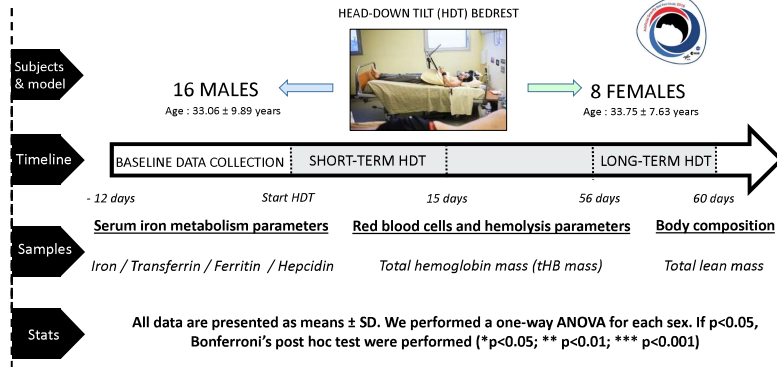 HEAD-DOWN TILT (HDT) BEDREST
Subjects
& model
16 MALES
Age : 33.06 ± 9.89 years
8 FEMALES
Age : 33.75 ± 7.63 years
Timeline
BASELINE DATA COLLECTION
SHORT-TERM HDT
LONG-TERM HDT
- 12 days
Start HDT
15 days
56 days
60 days
Samples
Serum iron metabolism parameters
Red blood cells and hemolysis parameters
Body composition
Iron / Transferrin / Ferritin / Hepcidin
Total hemoglobin mass (tHB mass)
Total lean mass
Stats
All data are presented as means ± SD. We performed a one-way ANOVA for each sex. If p<0.05,
Bonferroni's post hoc test were performed (*p<0.05; ** p<0.01; *** p<0.001)